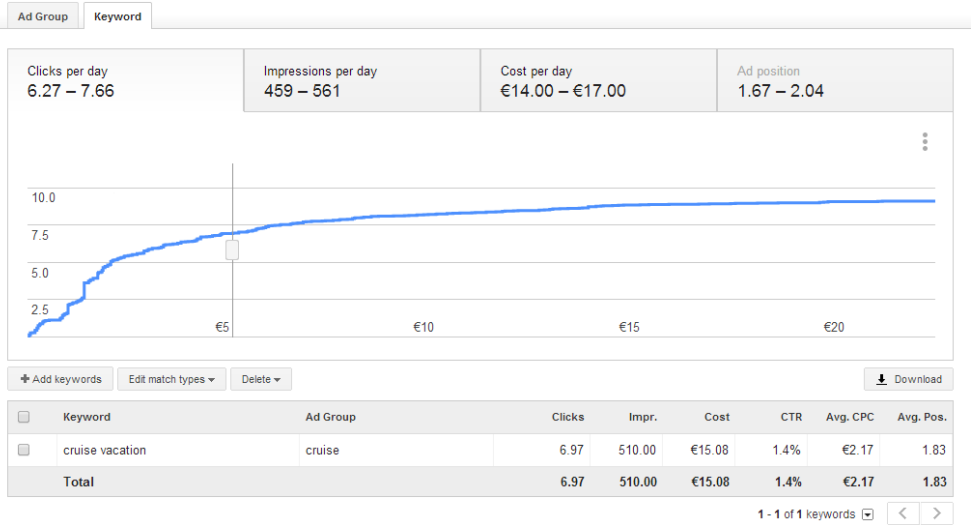 Ad Group Keyword
Clicks per day Impressions per day Cost per day Ad position
6.27 – 7.66 459 – 561 €14.00 – €17.00 1.67 – 2.04
10.0
7.5
5.0
2.5
€5 €10 €15 €20
+ Add keywords Edit match types Delete Download
Keyword Ad Group Clicks Impr. Cost CTR Avg. CPC Avg. Pos.
cruise vacation cruise 6.97 510.00 €15.08 1.4% €2.17 1.83
Total 6.97 510.00 €15.08 1.4% €2.17 1.83
1 - 1 of 1 keywords